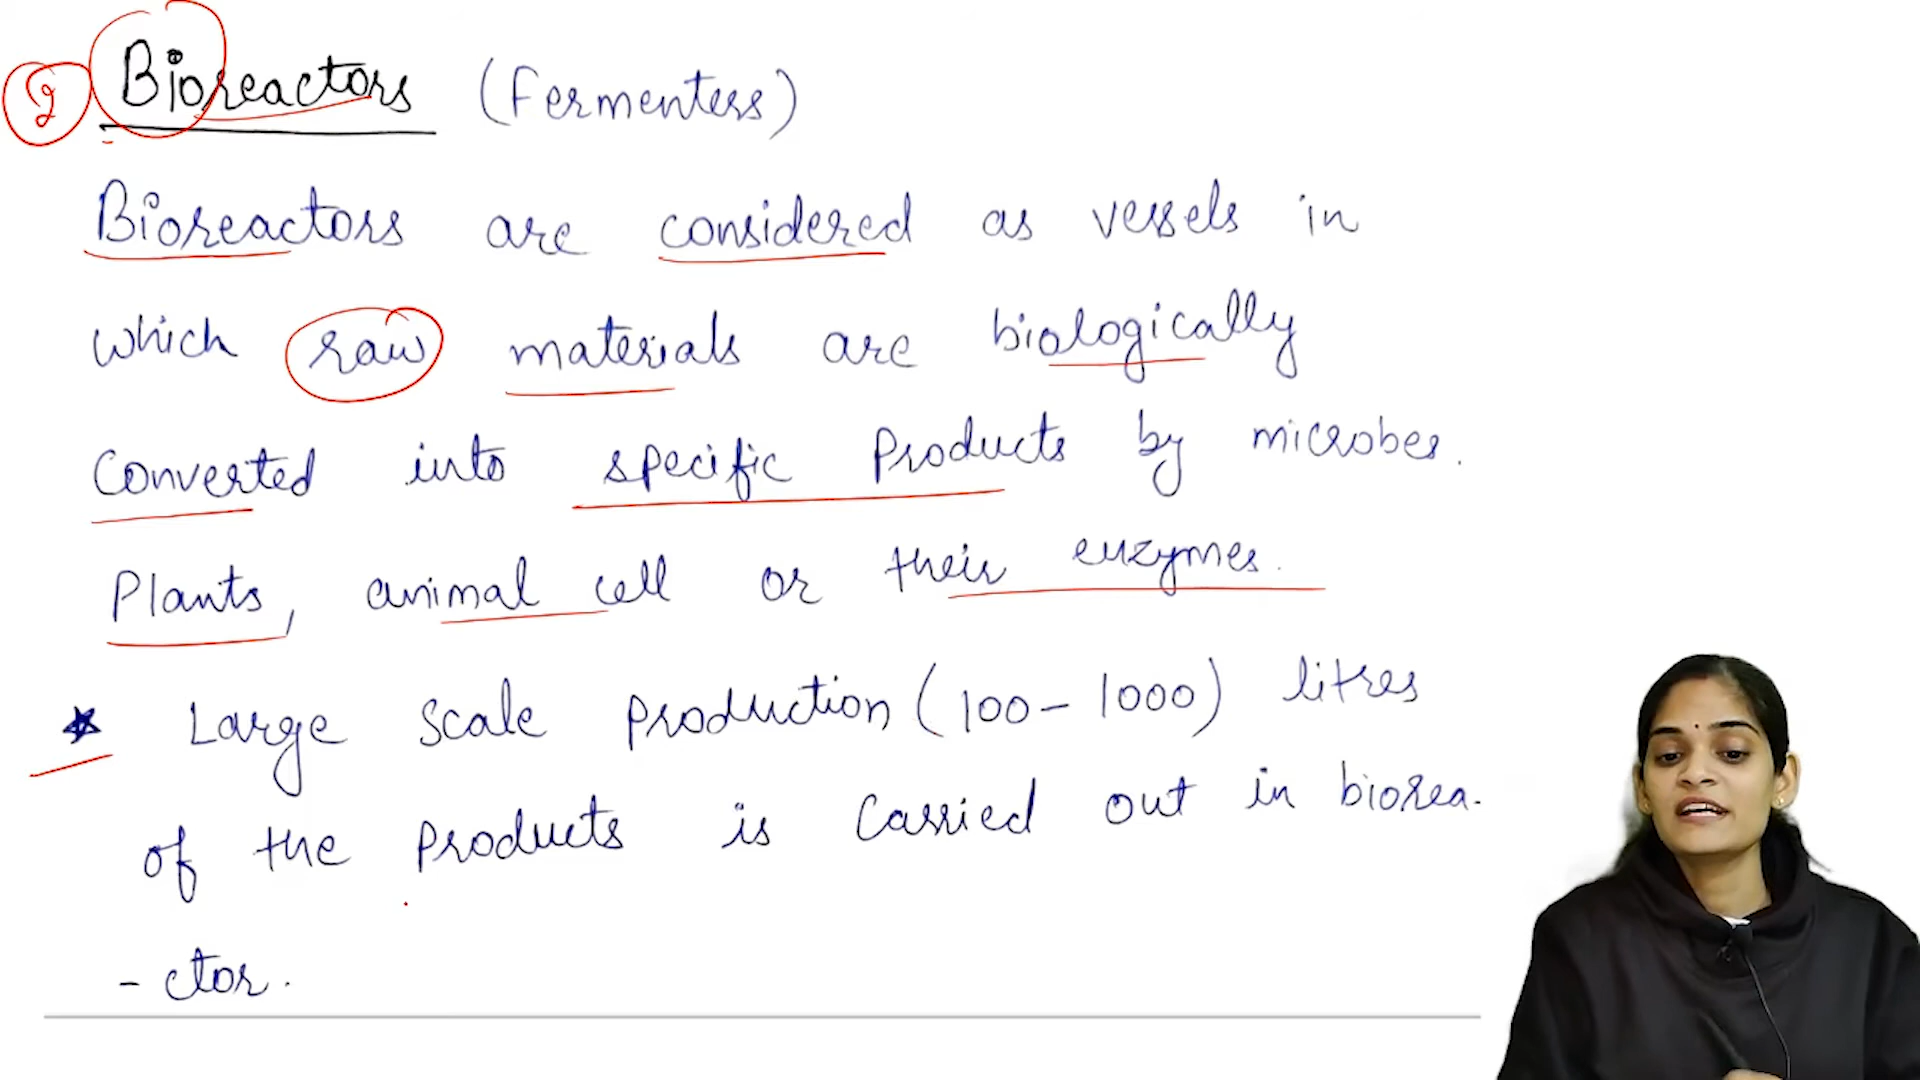 Bioreactors (Fermenters)
Bioreactors are considered as vessels in
which raw materials are biologically
Converted into specific Products by microbes.
Plants, animal cell or their enzymes.
Large scale production (100-1000) litres
of the Products is Carried out in biorea.
- ctor.